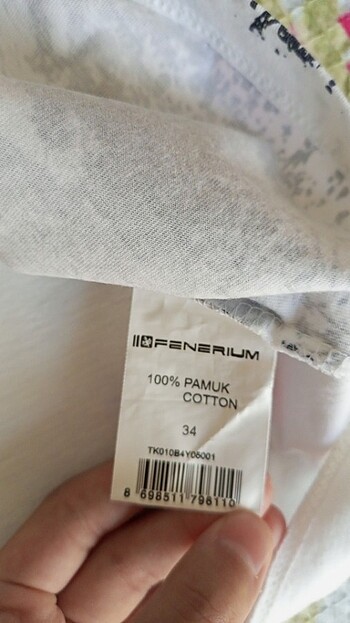 FENERIUM
100% PAMUK
COTTON
34
TK010B4Y06001
8 698511 798110